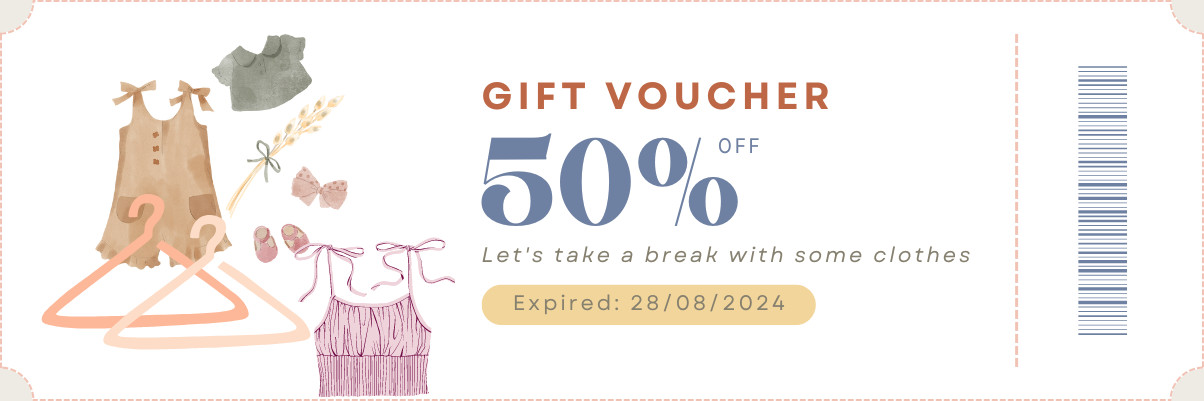 GIFT VOUCHER
50% OFF
Let's take a break with some clothes
Expired: 28/08/2024